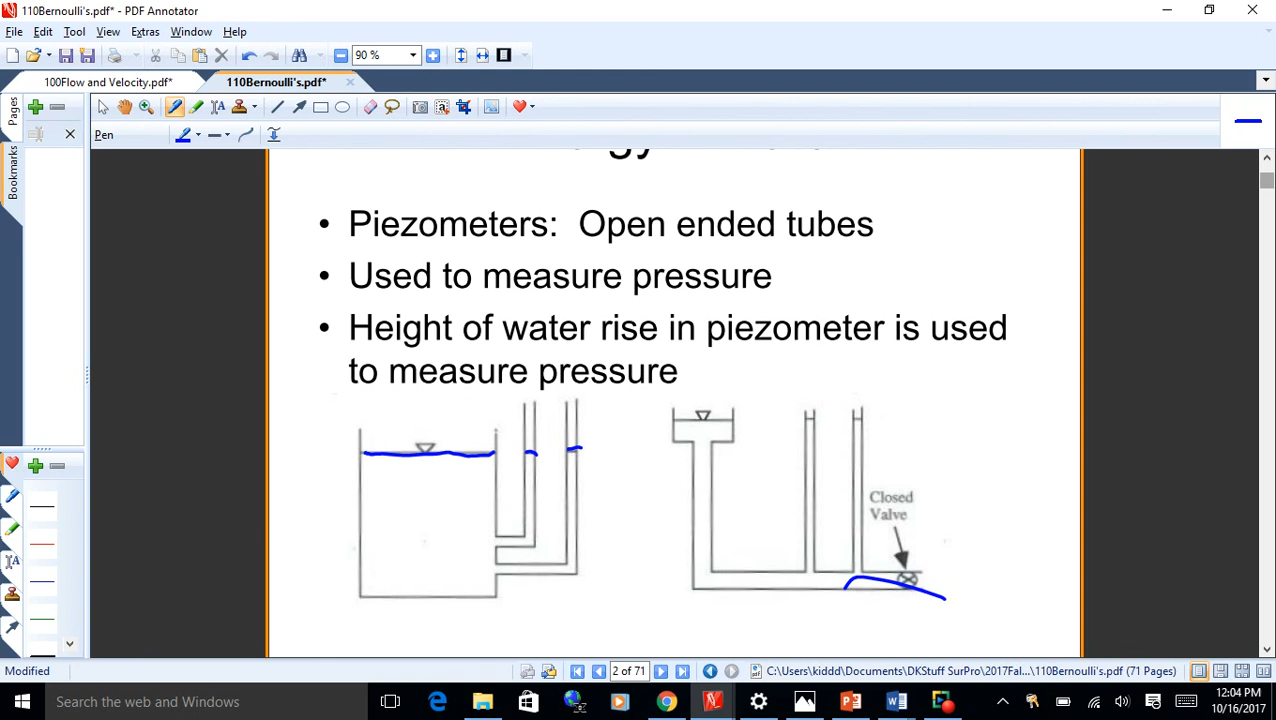 110Bernoulli's.pdf* - PDF Annotator
File Edit Tool View Extras Window Help
90 %
100Flow and Velocity.pdf* 110Bernoulli's.pdf*
Pen
Pages
Bookmarks
• Piezometers: Open ended tubes
• Used to measure pressure
• Height of water rise in piezometer is used
to measure pressure
Closed
Valve
Modified
2 of 71
C:\Users\kiddd\Documents\DKStuff SurPro\2017Fal...\110Bernoulli's.pdf (71 Pages)
Search the web and Windows
12:04 PM
10/16/2017